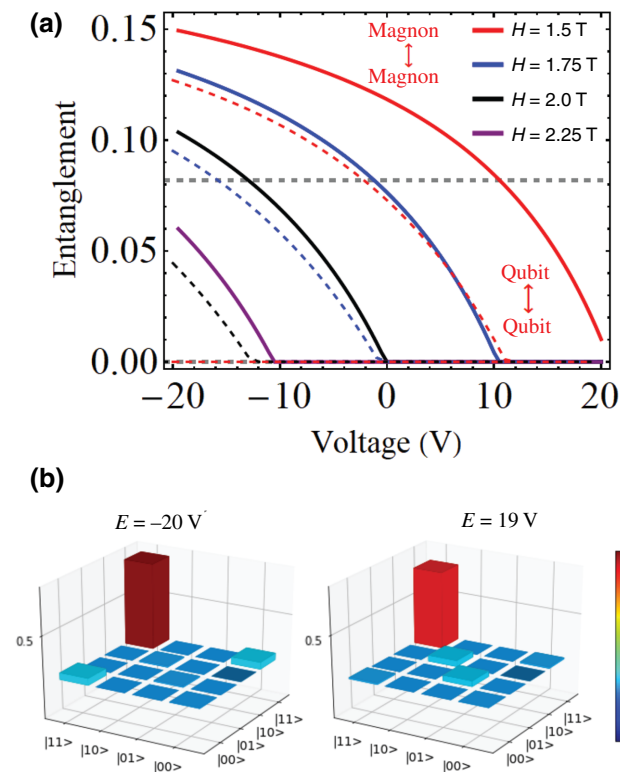 (a)
Entanglement
0.15
0.10
0.05
0.00
Magnon
Magnon
H = 1.5 T
H = 1.75 T
H = 2.0 T
H = 2.25 T
Qubit
Qubit
−20
−10
0
10
20
Voltage (V)
(b)
E = –20 V
E = 19 V
0.5
|11>
|10>
|01>
|00>
|00>
|01>
|10>
|11>
0.5
|11>
|10>
|01>
|00>
|00>
|01>
|10>
|11>